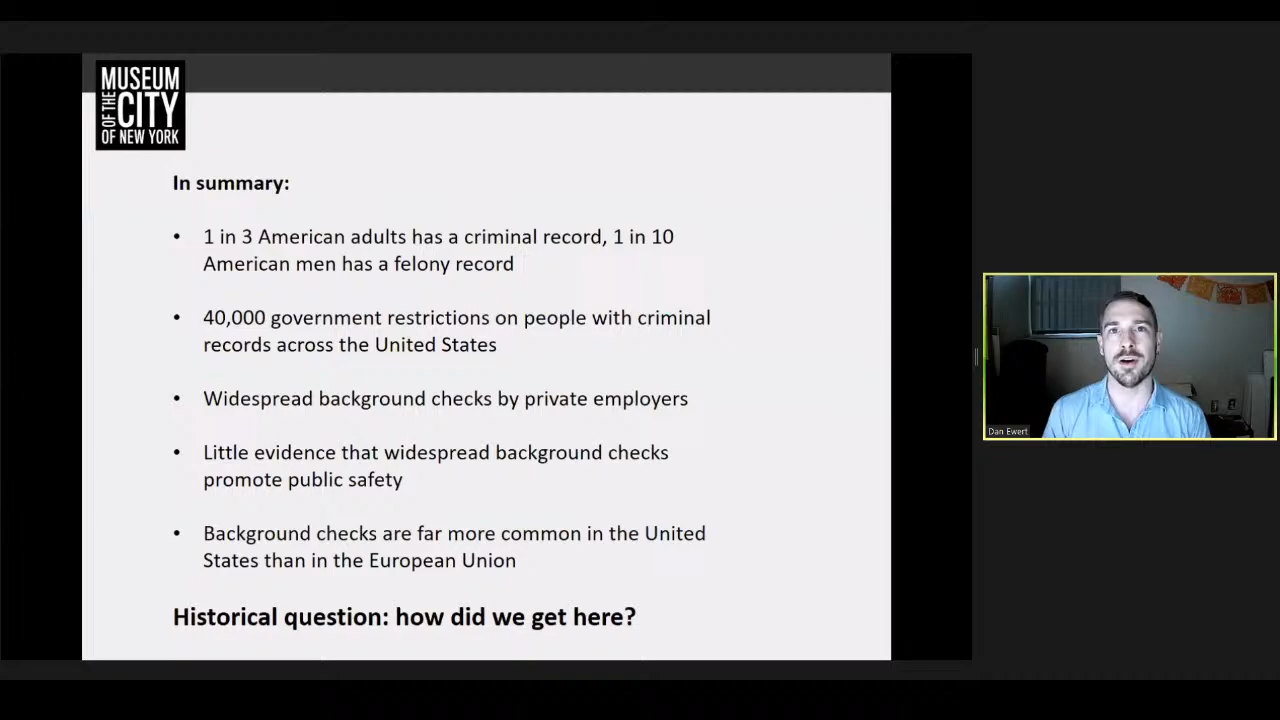 MUSEUM
OF THE
CITY
OF NEW YORK
In summary:
• 1 in 3 American adults has a criminal record, 1 in 10
American men has a felony record
• 40,000 government restrictions on people with criminal
records across the United States
• Widespread background checks by private employers
• Little evidence that widespread background checks
promote public safety
• Background checks are far more common in the United
States than in the European Union
Historical question: how did we get here?
Dan Ewert